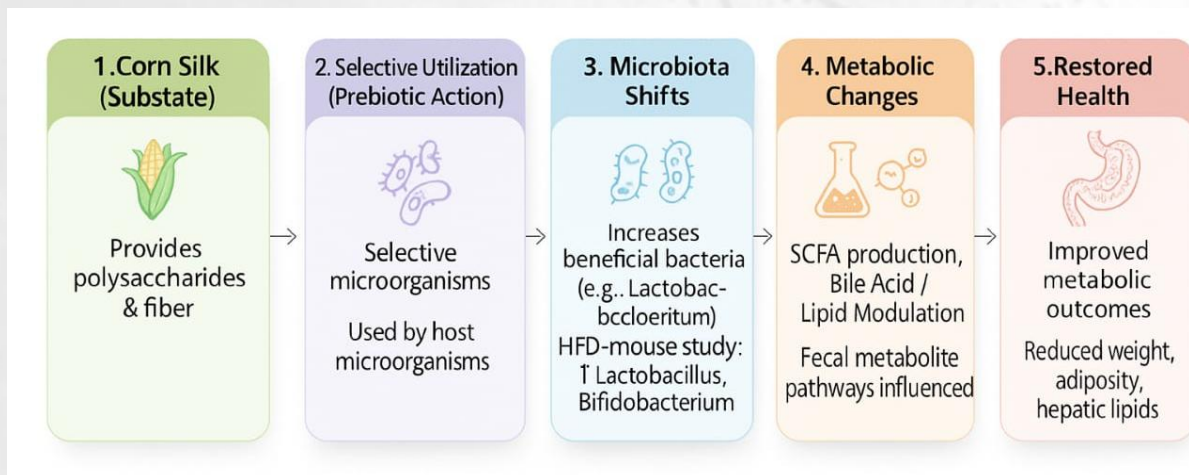 1.Corn Silk
(Substate)
Provides
polysaccharides
& fiber
2. Selective Utilization
(Prebiotic Action)
Selective
microorganisms
Used by host
microorganisms
3. Microbiota
Shifts
Increases
beneficial bacteria
(e.g.. Lactobac-
bccloeritum)
HFD-mouse study:
↑ Lactobacillus,
Bifidobacterium
4. Metabolic
Changes
SCFA production,
Bile Acid /
Lipid Modulation
Fecal metabolite
pathways influenced
5.Restored
Health
Improved
metabolic
outcomes
Reduced weight,
adiposity,
hepatic lipids